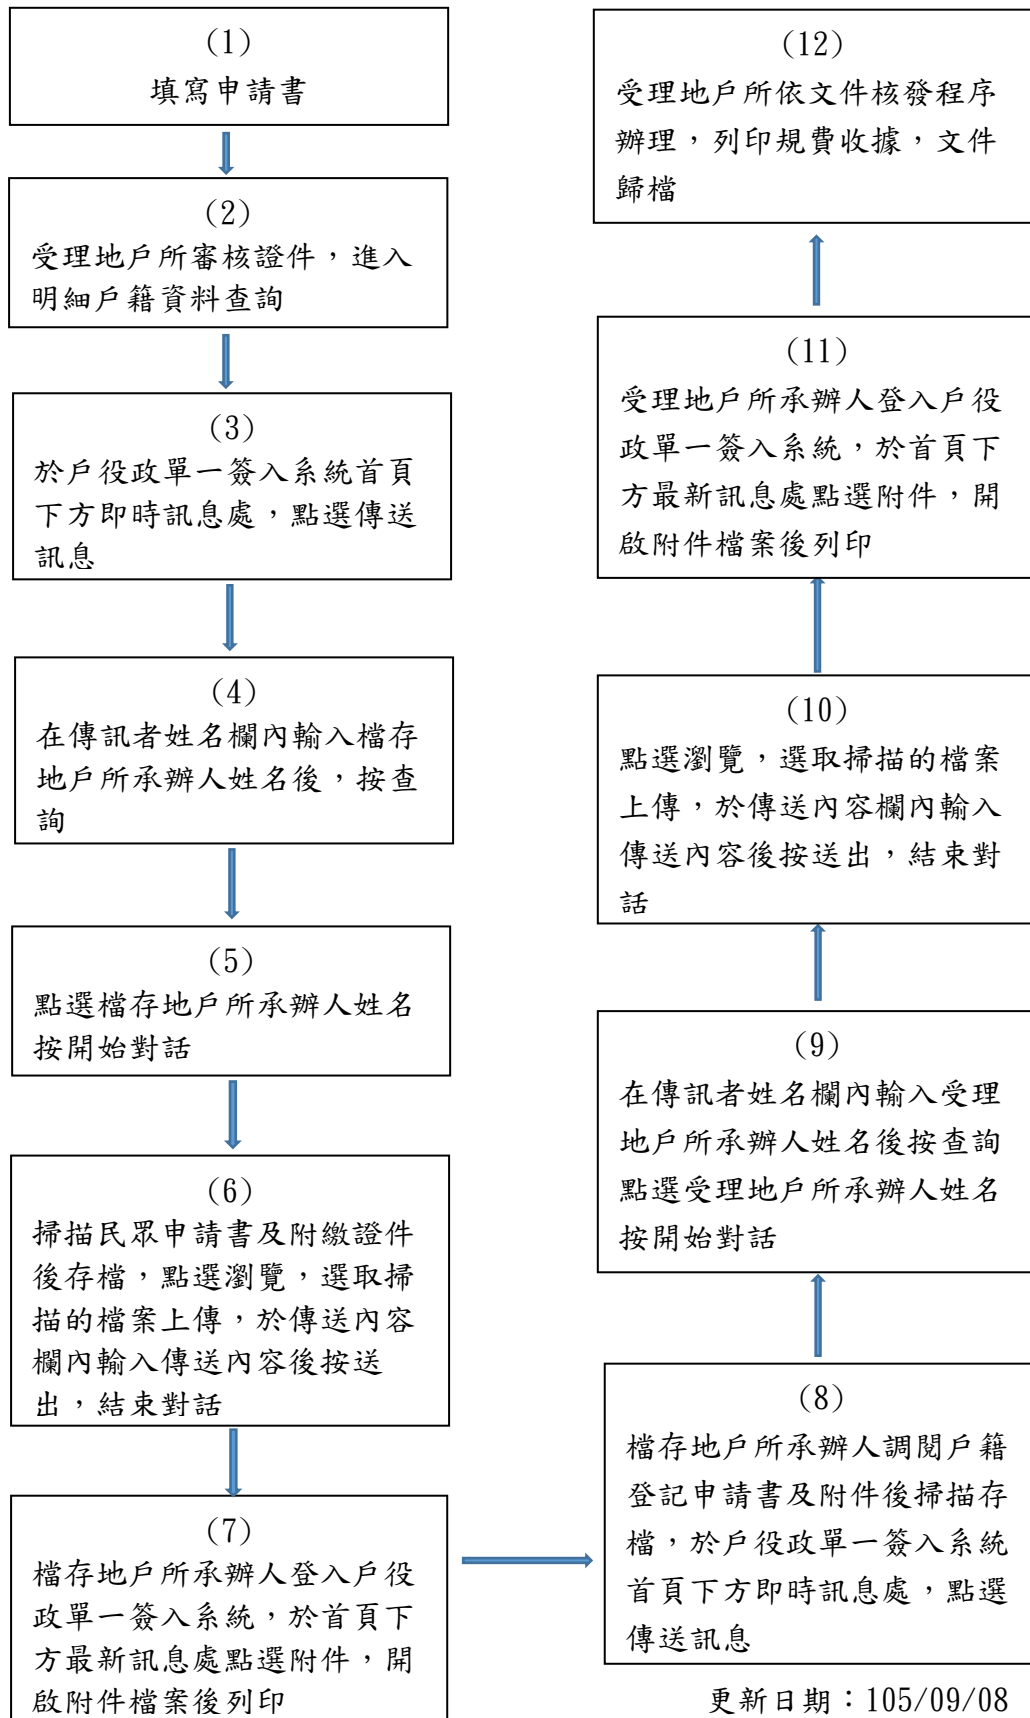 (1)
填寫申請書
(2)
受理地戶所審核證件，進入
明細戶籍資料查詢
(3)
於戶役政單一簽入系統首頁
下方即時訊息處，點選傳送
訊息
(4)
在傳訊者姓名欄內輸入檔存
地戶所承辦人姓名後，按查
詢
(5)
點選檔存地戶所承辦人姓名
按開始對話
(6)
掃描民眾申請書及附繳證件
後存檔，點選瀏覽，選取掃
描的檔案上傳，於傳送內容
欄內輸入傳送內容後按送
出，結束對話
(7)
檔存地戶所承辦人登入戶役
政單一簽入系統，於首頁下
方最新訊息處點選附件，開
啟附件檔案後列印
(8)
檔存地戶所承辦人調閱戶籍
登記申請書及附件後掃描存
檔，於戶役政單一簽入系統
首頁下方即時訊息處，點選
傳送訊息
(9)
在傳訊者姓名欄內輸入受理
地戶所承辦人姓名後按查詢
點選受理地戶所承辦人姓名
按開始對話
(10)
點選瀏覽，選取掃描的檔案
上傳，於傳送內容欄內輸入
傳送內容後按送出，結束對
話
(11)
受理地戶所承辦人登入戶役
政單一簽入系統，於首頁下
方最新訊息處點選附件，開
啟附件檔案後列印
(12)
受理地戶所依文件核發程序
辦理，列印規費收據，文件
歸檔
更新日期：105/09/08